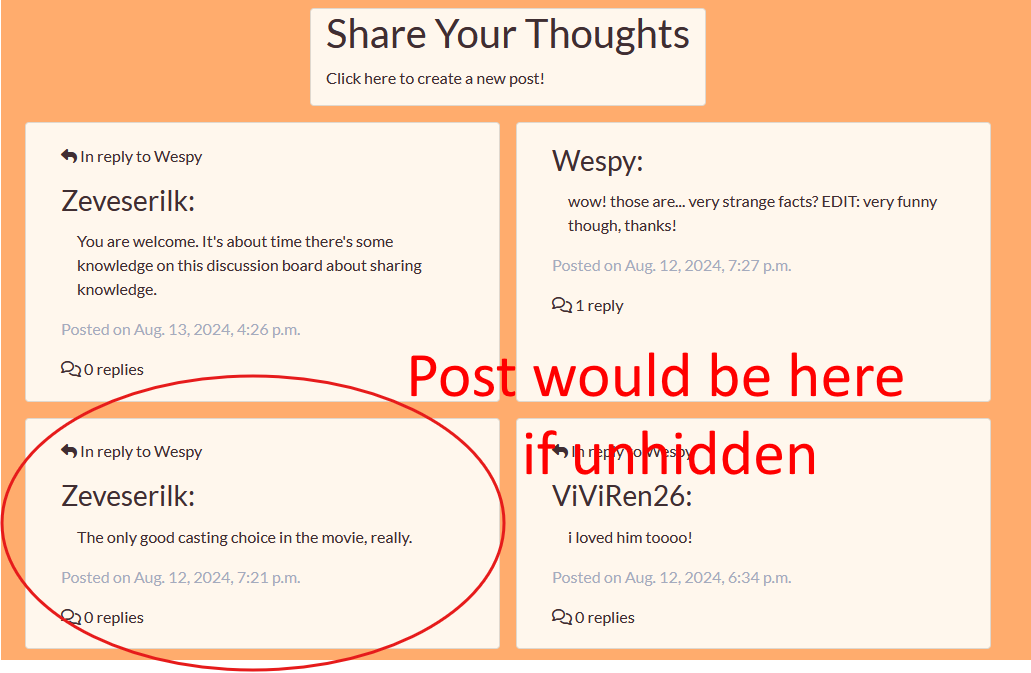 Share Your Thoughts
Click here to create a new post!
In reply to Wespy
Zeveserilk:
You are welcome. It's about time there's some
knowledge on this discussion board about sharing
knowledge.
Posted on Aug. 13, 2024, 4:26 p.m.
0 replies
Wespy:
wow! those are... very strange facts? EDIT: very funny
though, thanks!
Posted on Aug. 12, 2024, 7:27 p.m.
1 reply
Post would be here
if unhidden
In reply to Wespy
Zeveserilk:
The only good casting choice in the movie, really.
Posted on Aug. 12, 2024, 7:21 p.m.
0 replies
In reply to Wespy
ViViRen26:
i loved him toooo!
Posted on Aug. 12, 2024, 6:34 p.m.
0 replies